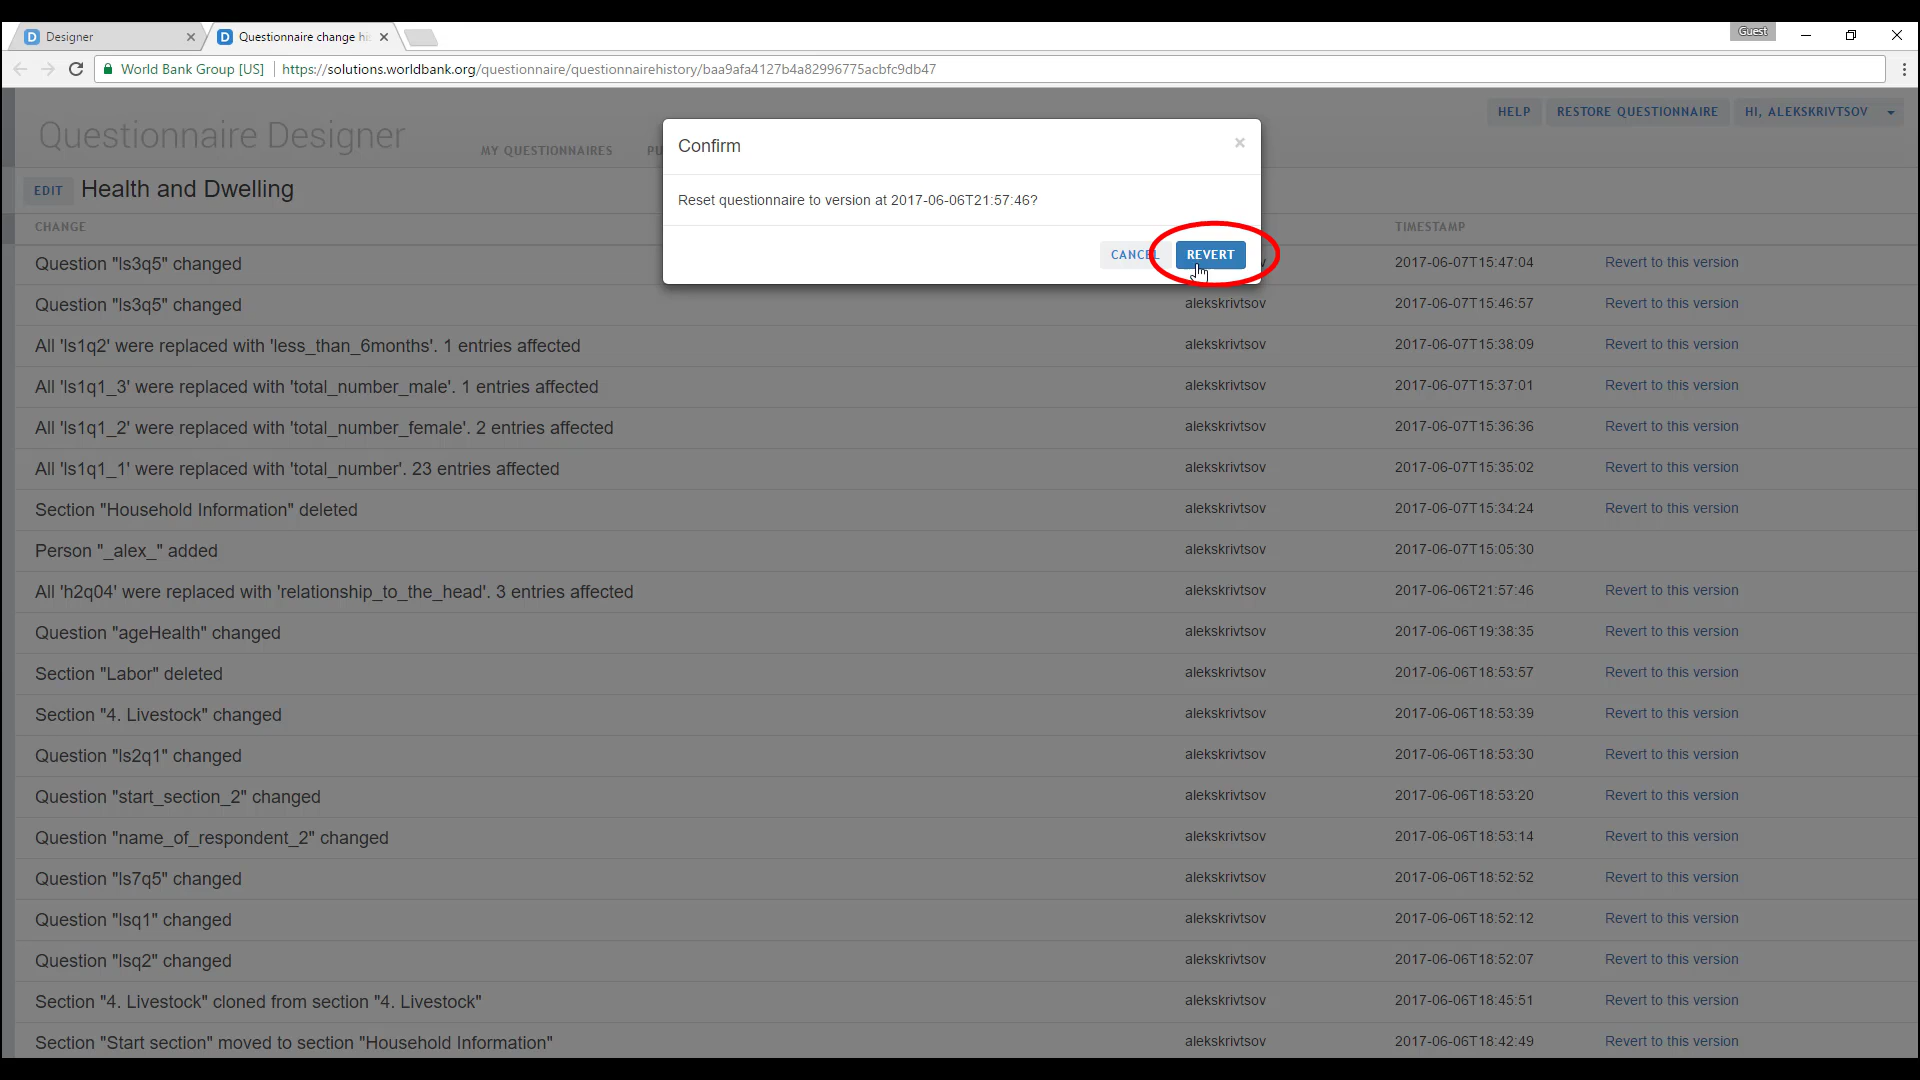 Designer
Questionnaire change hi
Guest
World Bank Group [US] https://solutions.worldbank.org/questionnaire/questionnairehistory/baa9afa4127b4a82996775acbfc9db47
HELP RESTORE QUESTIONNAIRE HI, ALEKSKRIVTSOV
Questionnaire Designer
MY QUESTIONNAIRES PU
Confirm ×
Reset questionnaire to version at 2017-06-06T21:57:46?
CANCEL REVERT
EDIT Health and Dwelling
CHANGE TIMESTAMP
Question "ls3q5" changed 2017-06-07T15:47:04 Revert to this version
Question "ls3q5" changed alekskrivtsov 2017-06-07T15:46:57 Revert to this version
All 'ls1q2' were replaced with 'less_than_6months'. 1 entries affected alekskrivtsov 2017-06-07T15:38:09 Revert to this version
All 'ls1q1_3' were replaced with 'total_number_male'. 1 entries affected alekskrivtsov 2017-06-07T15:37:01 Revert to this version
All 'ls1q1_2' were replaced with 'total_number_female'. 2 entries affected alekskrivtsov 2017-06-07T15:36:36 Revert to this version
All 'ls1q1_1' were replaced with 'total_number'. 23 entries affected alekskrivtsov 2017-06-07T15:35:02 Revert to this version
Section "Household Information" deleted alekskrivtsov 2017-06-07T15:34:24 Revert to this version
Person "_alex_" added alekskrivtsov 2017-06-07T15:05:30
All 'h2q04' were replaced with 'relationship_to_the_head'. 3 entries affected alekskrivtsov 2017-06-06T21:57:46 Revert to this version
Question "ageHealth" changed alekskrivtsov 2017-06-06T19:38:35 Revert to this version
Section "Labor" deleted alekskrivtsov 2017-06-06T18:53:57 Revert to this version
Section "4. Livestock" changed alekskrivtsov 2017-06-06T18:53:39 Revert to this version
Question "ls2q1" changed alekskrivtsov 2017-06-06T18:53:30 Revert to this version
Question "start_section_2" changed alekskrivtsov 2017-06-06T18:53:20 Revert to this version
Question "name_of_respondent_2" changed alekskrivtsov 2017-06-06T18:53:14 Revert to this version
Question "ls7q5" changed alekskrivtsov 2017-06-06T18:52:52 Revert to this version
Question "lsq1" changed alekskrivtsov 2017-06-06T18:52:12 Revert to this version
Question "lsq2" changed alekskrivtsov 2017-06-06T18:52:07 Revert to this version
Section "4. Livestock" cloned from section "4. Livestock" alekskrivtsov 2017-06-06T18:45:51 Revert to this version
Section "Start section" moved to section "Household Information" alekskrivtsov 2017-06-06T18:42:49 Revert to this version